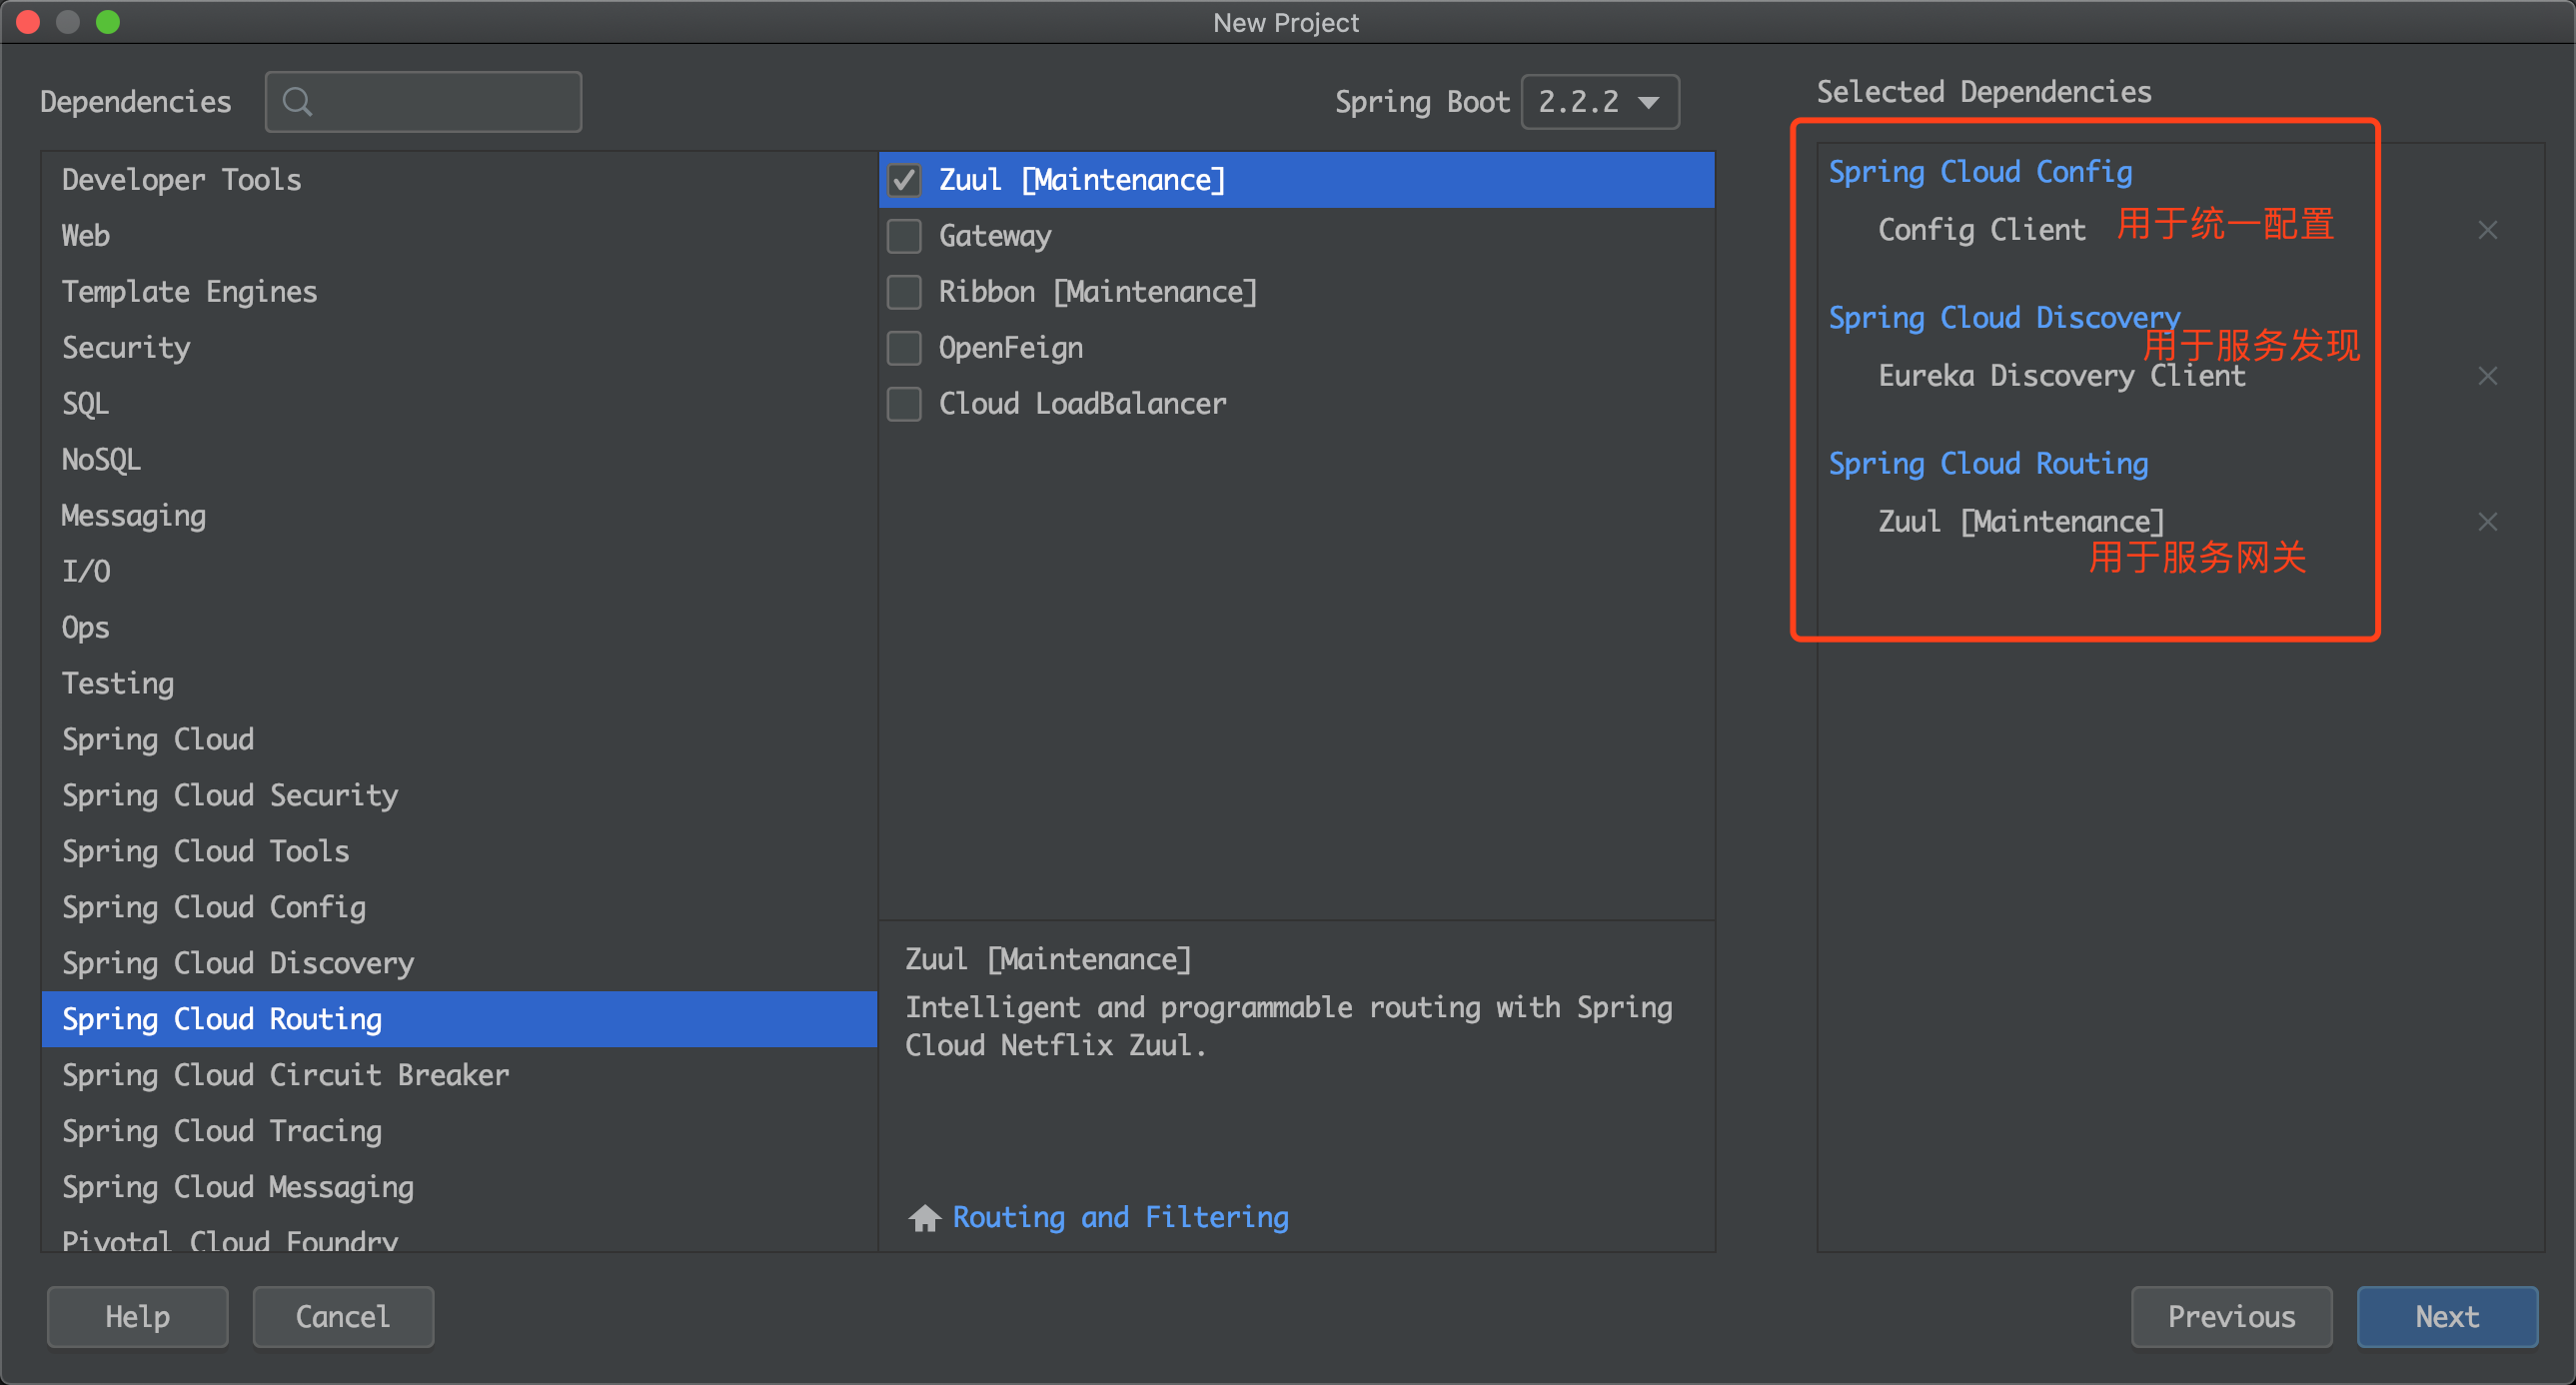 New Project
Dependencies
Spring Boot 2.2.2
Selected Dependencies
Developer Tools
Web
Template Engines
Security
SQL
NoSQL
Messaging
I/O
Ops
Testing
Spring Cloud
Spring Cloud Security
Spring Cloud Tools
Spring Cloud Config
Spring Cloud Discovery
Spring Cloud Routing
Spring Cloud Circuit Breaker
Spring Cloud Tracing
Spring Cloud Messaging
Pivotal Cloud Foundry
Zuul [Maintenance]
Gateway
Ribbon [Maintenance]
OpenFeign
Cloud LoadBalancer
Zuul [Maintenance]
Intelligent and programmable routing with Spring
Cloud Netflix Zuul.
Routing and Filtering
Spring Cloud Config
Config Client 用于统一配置
Spring Cloud Discovery
用于服务发现
Eureka Discovery Client
Spring Cloud Routing
Zuul [Maintenance]
用于服务网关
Help
Cancel
Previous
Next